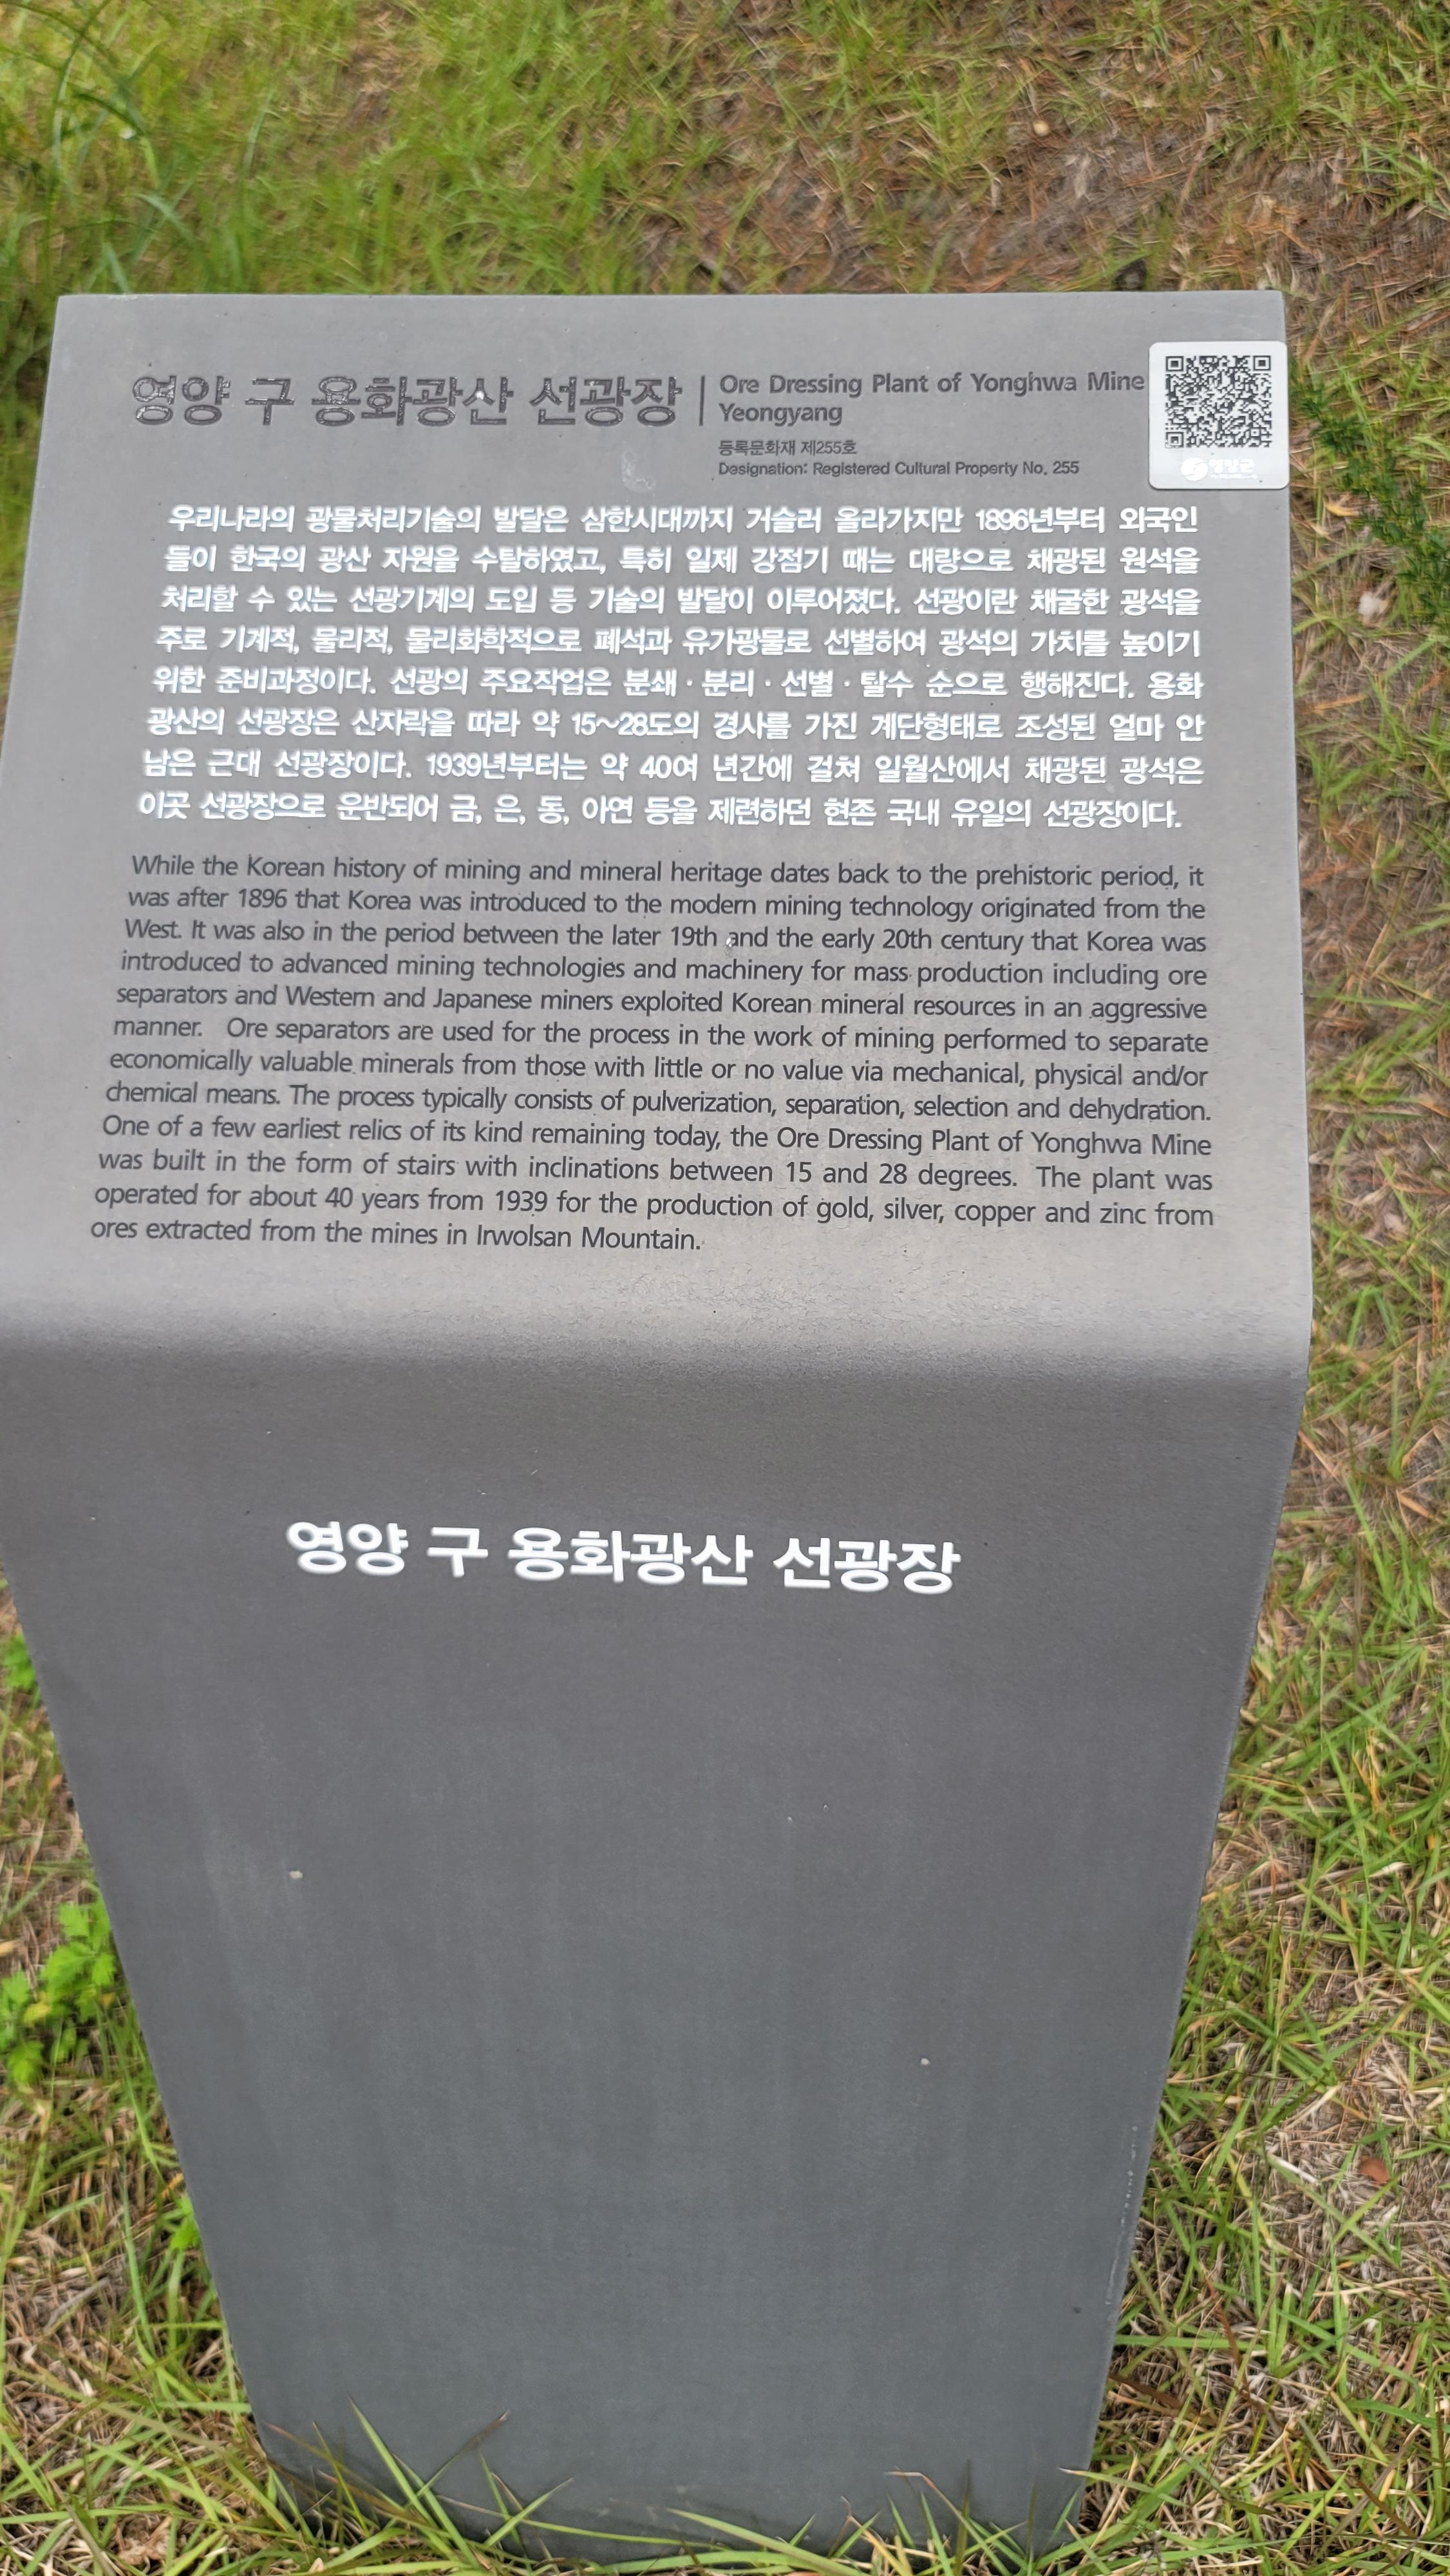 영양 구 용화광산 선광장
Ore Dressing Plant of Yonghwa Mine
Yeongyang
등록문화재 제255호
Designation: Registered Cultural Property No. 255
영양군
우리나라의 광물처리기술의 발달은 삼한시대까지 거슬러 올라가지만 1896년부터 외국인
들이 한국의 광산 자원을 수탈하였고, 특히 일제 강점기 때는 대량으로 채광된 원석을
처리할 수 있는 선광기계의 도입 등 기술의 발달이 이루어졌다. 선광이란 채굴한 광석을
주로 기계적, 물리적, 물리화학적으로 폐석과 유가광물로 선별하여 광석의 가치를 높이기
위한 준비과정이다. 선광의 주요작업은 분쇄 · 분리 · 선별 · 탈수 순으로 행해진다. 용화
광산의 선광장은 산자락을 따라 약 15~28도의 경사를 가진 계단형태로 조성된 얼마 안
남은 근대 선광장이다. 1939년부터는 약 40여 년간에 걸쳐 일월산에서 채광된 광석은
이곳 선광장으로 운반되어 금, 은, 동, 아연 등을 제련하던 현존 국내 유일의 선광장이다.
While the Korean history of mining and mineral heritage dates back to the prehistoric period, it
was after 1896 that Korea was introduced to the modern mining technology originated from the
West. It was also in the period between the later 19th and the early 20th century that Korea was
introduced to advanced mining technologies and machinery for mass production including ore
separators and Western and Japanese miners exploited Korean mineral resources in an aggressive
manner. Ore separators are used for the process in the work of mining performed to separate
economically valuable minerals from those with little or no value via mechanical, physical and/or
chemical means. The process typically consists of pulverization, separation, selection and dehydration.
One of a few earliest relics of its kind remaining today, the Ore Dressing Plant of Yonghwa Mine
was built in the form of stairs with inclinations between 15 and 28 degrees. The plant was
operated for about 40 years from 1939 for the production of gold, silver, copper and zinc from
ores extracted from the mines in Irwolsan Mountain.
영양 구 용화광산 선광장